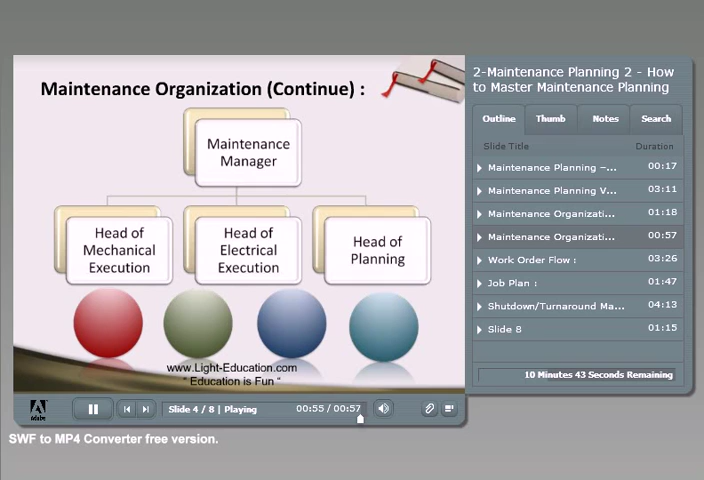 Maintenance Organization (Continue) :
Maintenance
Manager
Head of
Mechanical
Execution
Head of
Electrical
Execution
Head of
Planning
www.Light-Education.com
" Education is Fun "
Adobe
Slide 4 / 8 | Playing
00:55 / 00:57
2-Maintenance Planning 2 - How
to Master Maintenance Planning
Outline Thumb Notes Search
Slide Title Duration
Maintenance Planning –... 00:17
Maintenance Planning V... 03:11
Maintenance Organizati... 01:18
Maintenance Organizati... 00:57
Work Order Flow : 03:26
Job Plan : 01:47
Shutdown/Turnaround Ma... 04:13
Slide 8 01:15
10 Minutes 43 Seconds Remaining
SWF to MP4 Converter free version.